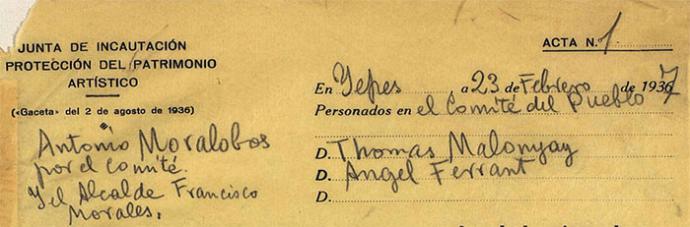 JUNTA DE INCAUTACIÓN
PROTECCIÓN DEL PATRIMONIO
ARTÍSTICO
(«Gaceta» del 2 de agosto de 1936)
Antonio Moralobos
por el Comité.
Y el Alcalde Francisco
Morales.
ACTA N.º 1
En Yepes a 23 de Febrero de 1937
Personados en el Comité del Pueblo
D. Thomas Malonyay
D. Angel Ferrant
D.